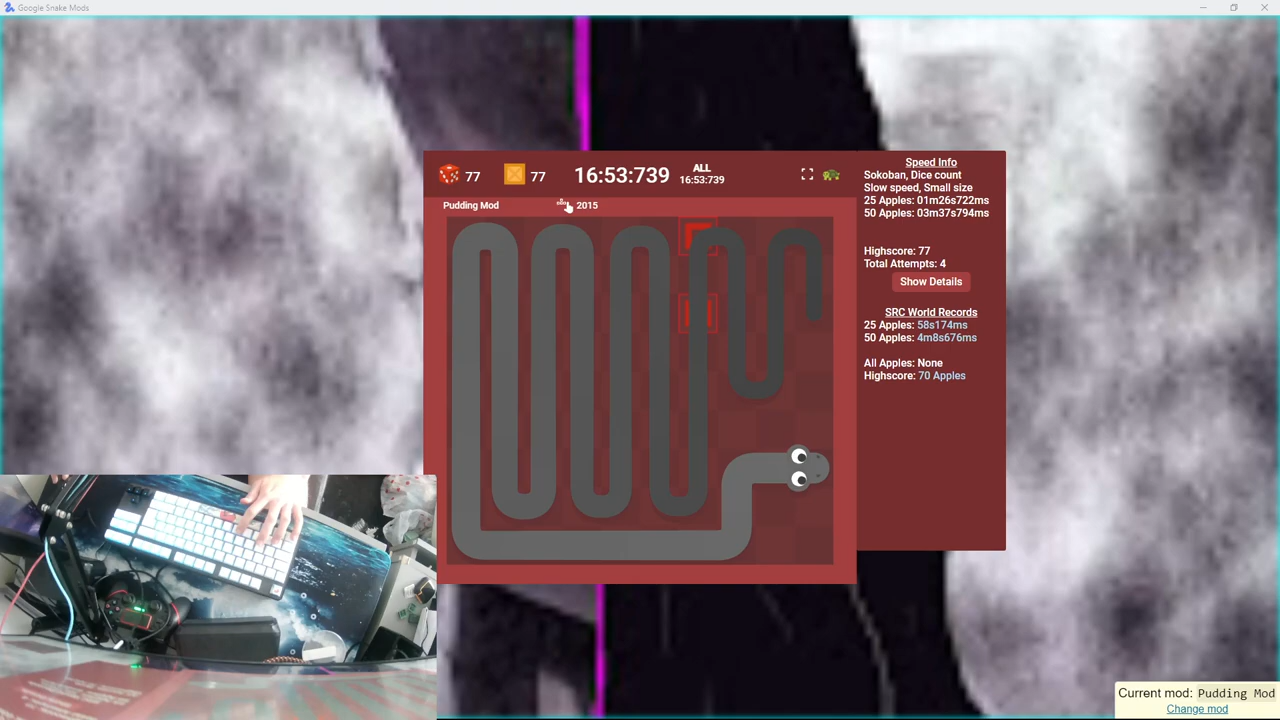 Google Snake Mods
77
77
16:53:739
ALL
16:53:739
Pudding Mod
2015
Speed Info
Sokoban, Dice count
Slow speed, Small size
25 Apples: 01m26s722ms
50 Apples: 03m37s794ms
Highscore: 77
Total Attempts: 4
Show Details
SRC World Records
25 Apples: 58s174ms
50 Apples: 4m8s676ms
All Apples: None
Highscore: 70 Apples
Current mod: Pudding Mod
Change mod